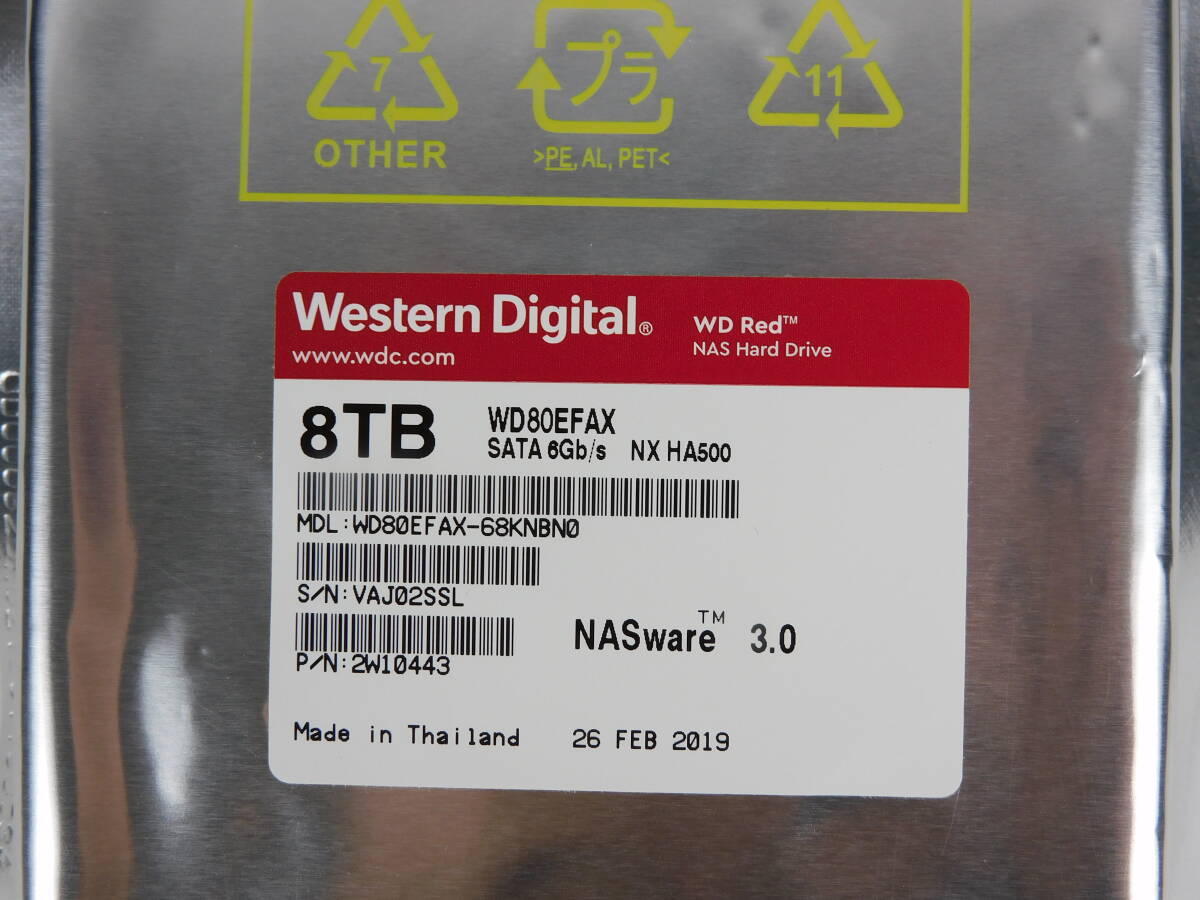 7
OTHER
プラ
>PE, AL, PET<
11
Western Digital®
www.wdc.com
WD Red™
NAS Hard Drive
8TB
WD80EFAX
SATA 6Gb/s NX HA500
MDL:WD80EFAX-68KNBN0
S/N:VAJ02SSL
P/N:2W10443
NASware™ 3.0
Made in Thailand 26 FEB 2019